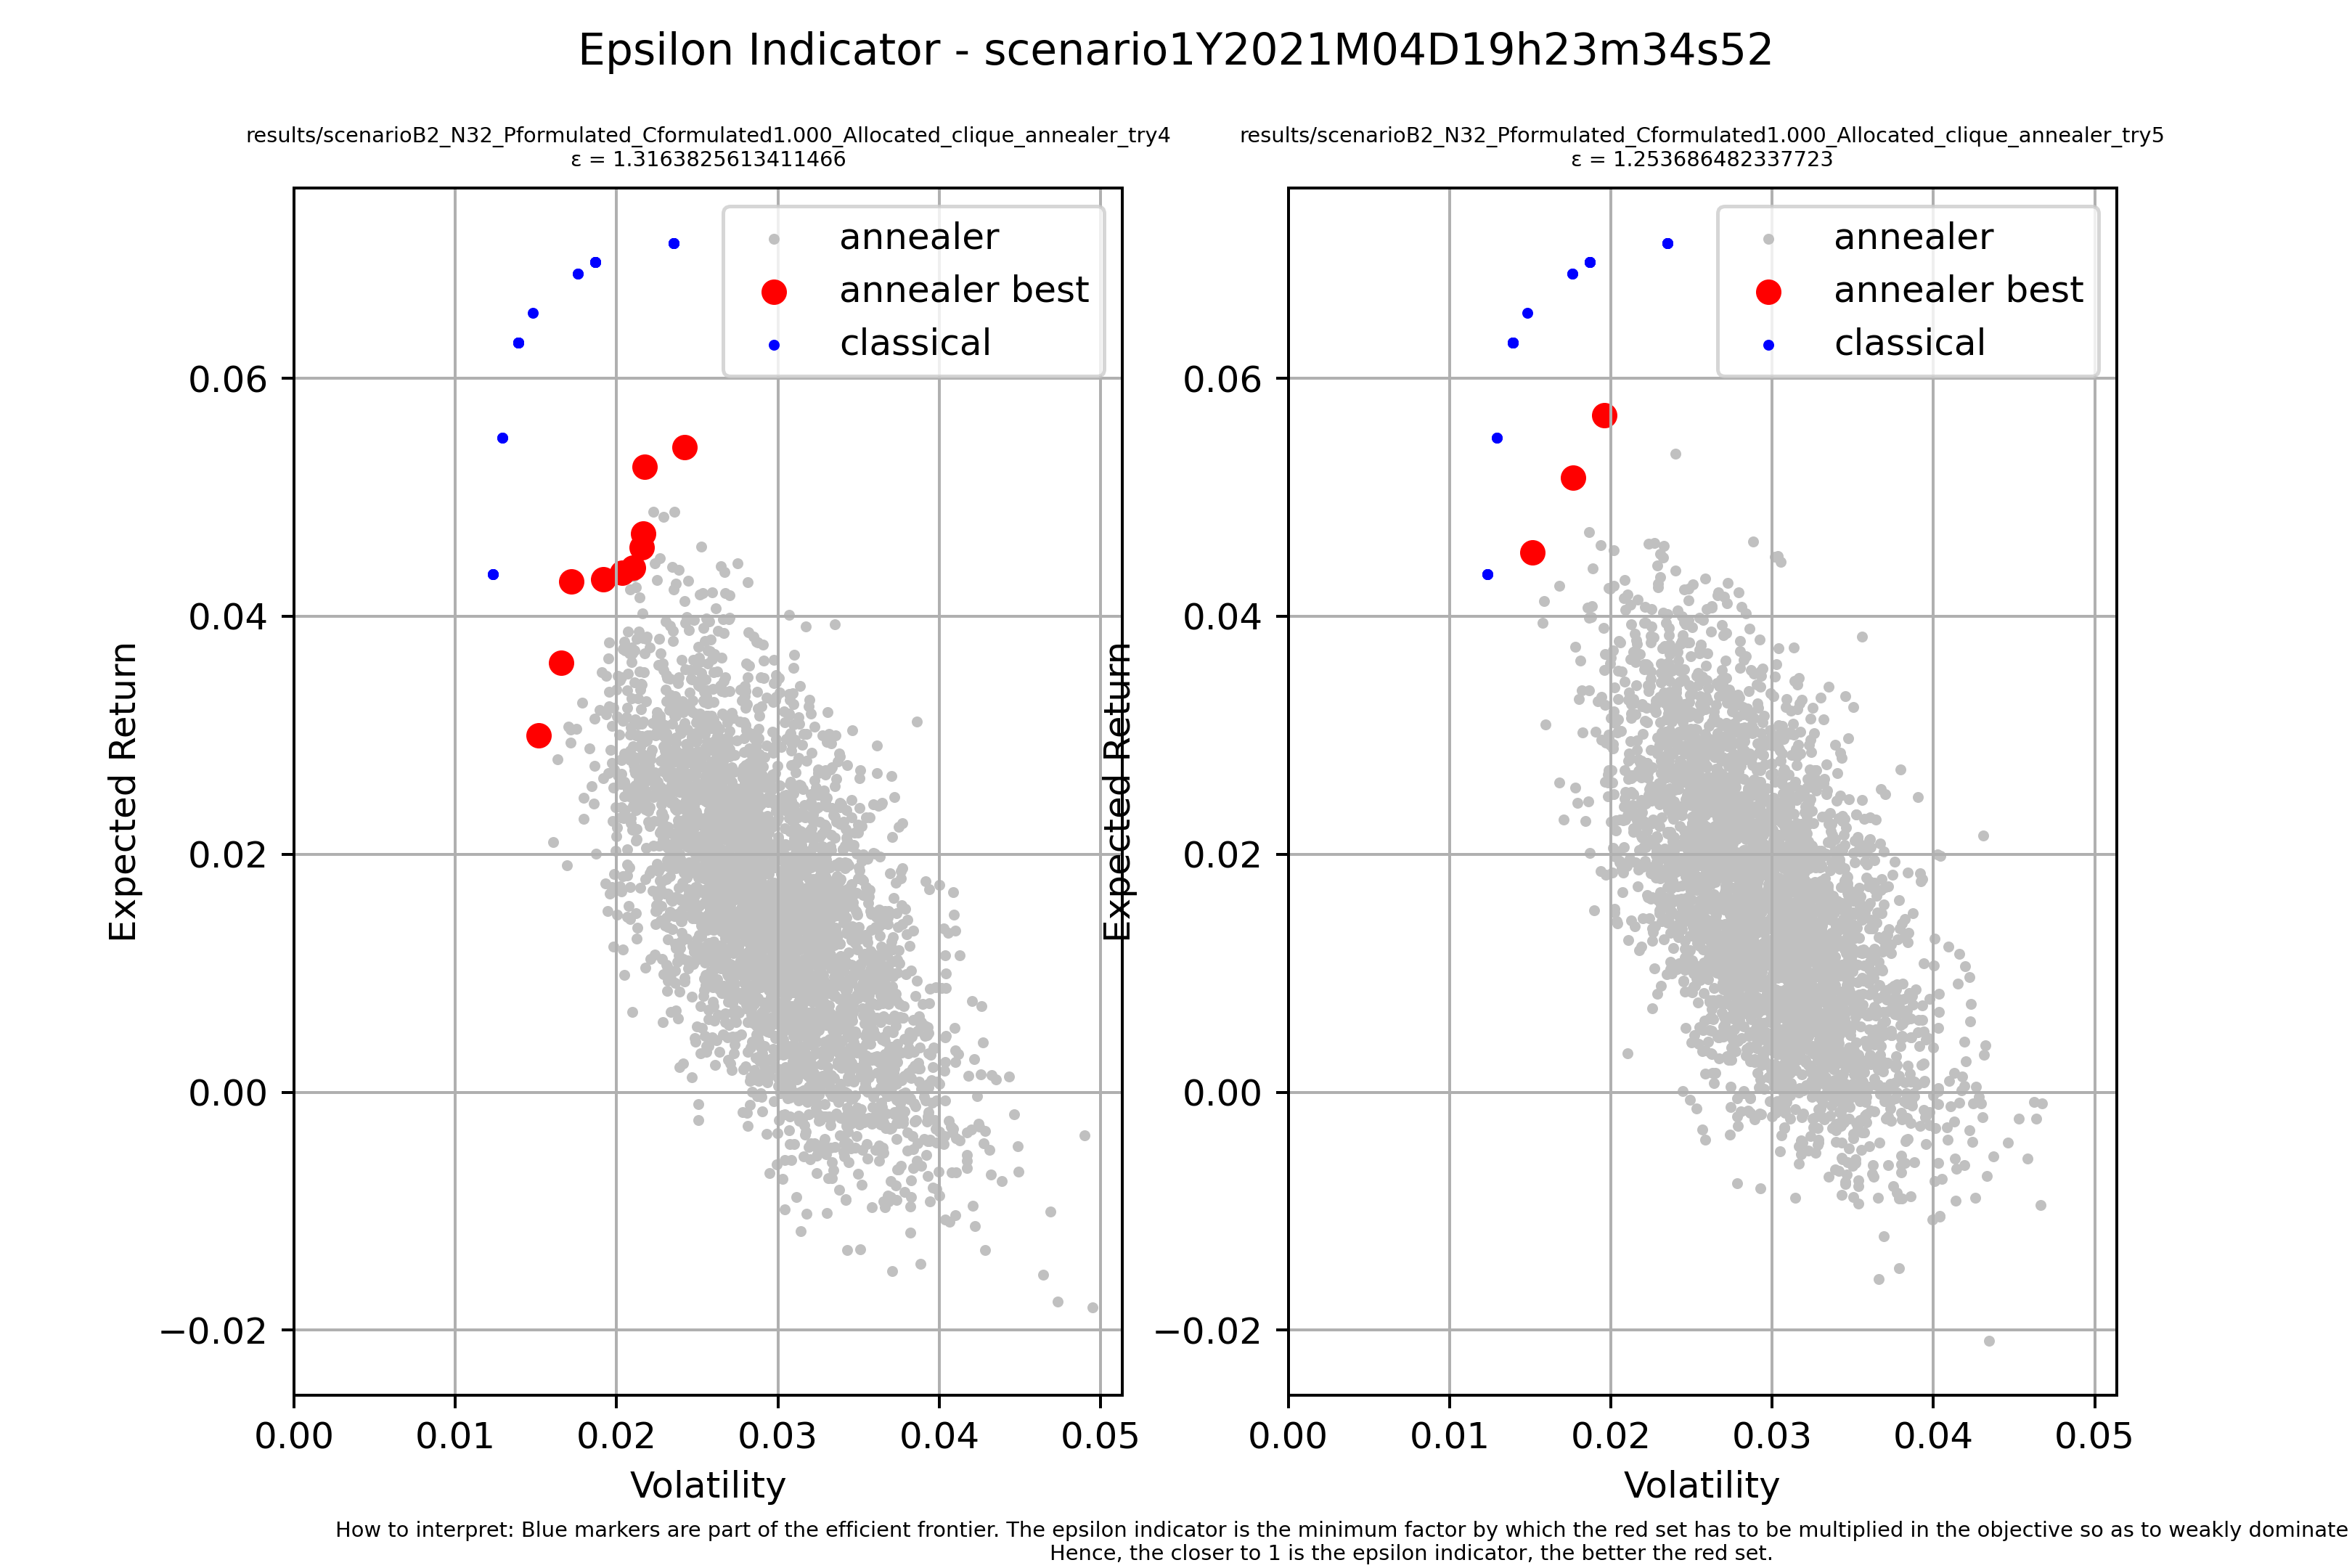 Epsilon Indicator - scenario1Y2021M04D19h23m34s52
results/scenarioB2_N32_Pformulated_Cformulated1.000_Allocated_clique_annealer_try4
ε = 1.3163825613411466
annealer
annealer best
classical
0.06
0.04
0.02
0.00
−0.02
Expected Return
0.00 0.01 0.02 0.03 0.04 0.05
Volatility
results/scenarioB2_N32_Pformulated_Cformulated1.000_Allocated_clique_annealer_try5
ε = 1.253686482337723
annealer
annealer best
classical
0.06
0.04
0.02
0.00
−0.02
Expected Return
0.00 0.01 0.02 0.03 0.04 0.05
Volatility
How to interpret: Blue markers are part of the efficient frontier. The epsilon indicator is the minimum factor by which the red set has to be multiplied in the objective so as to weakly dominate
Hence, the closer to 1 is the epsilon indicator, the better the red set.